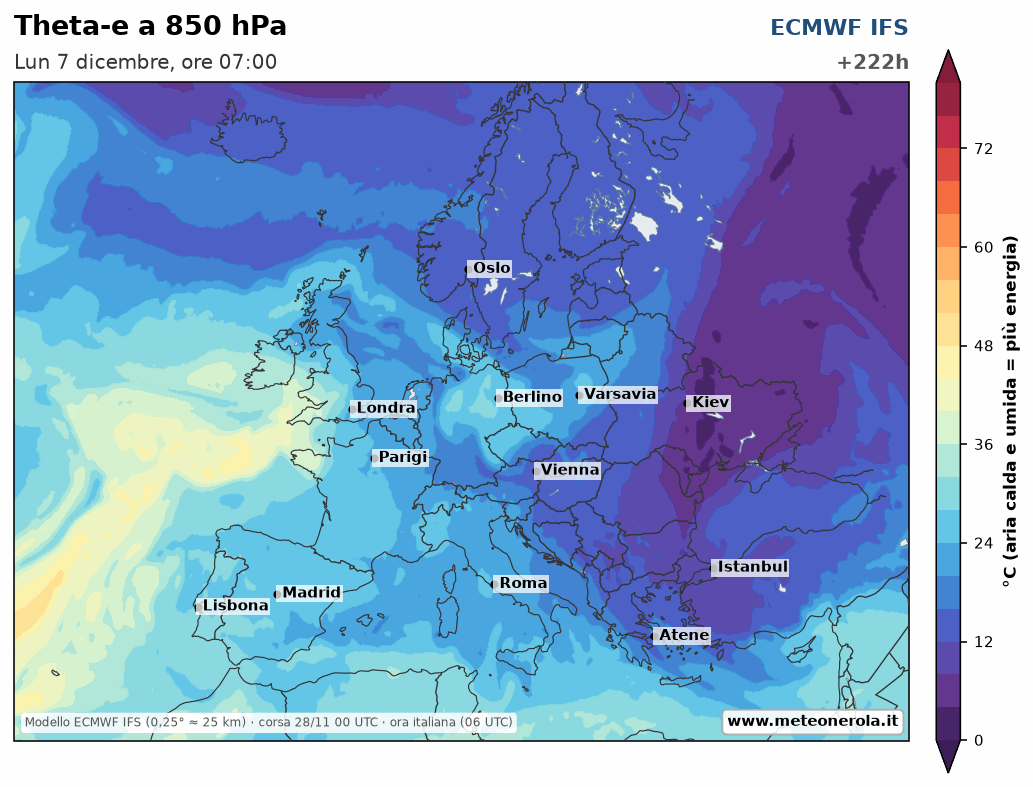 Theta-e a 850 hPa
ECMWF IFS
Lun 7 dicembre, ore 07:00
+222h
Oslo
Berlino
Varsavia
Kiev
Londra
Parigi
Vienna
Istanbul
Roma
Madrid
Lisbona
Atene
72
60
48
36
24
12
0
°C (aria calda e umida = più energia)
Modello ECMWF IFS (0,25° ≈ 25 km) · corsa 28/11 00 UTC · ora italiana (06 UTC)
www.meteonerola.it